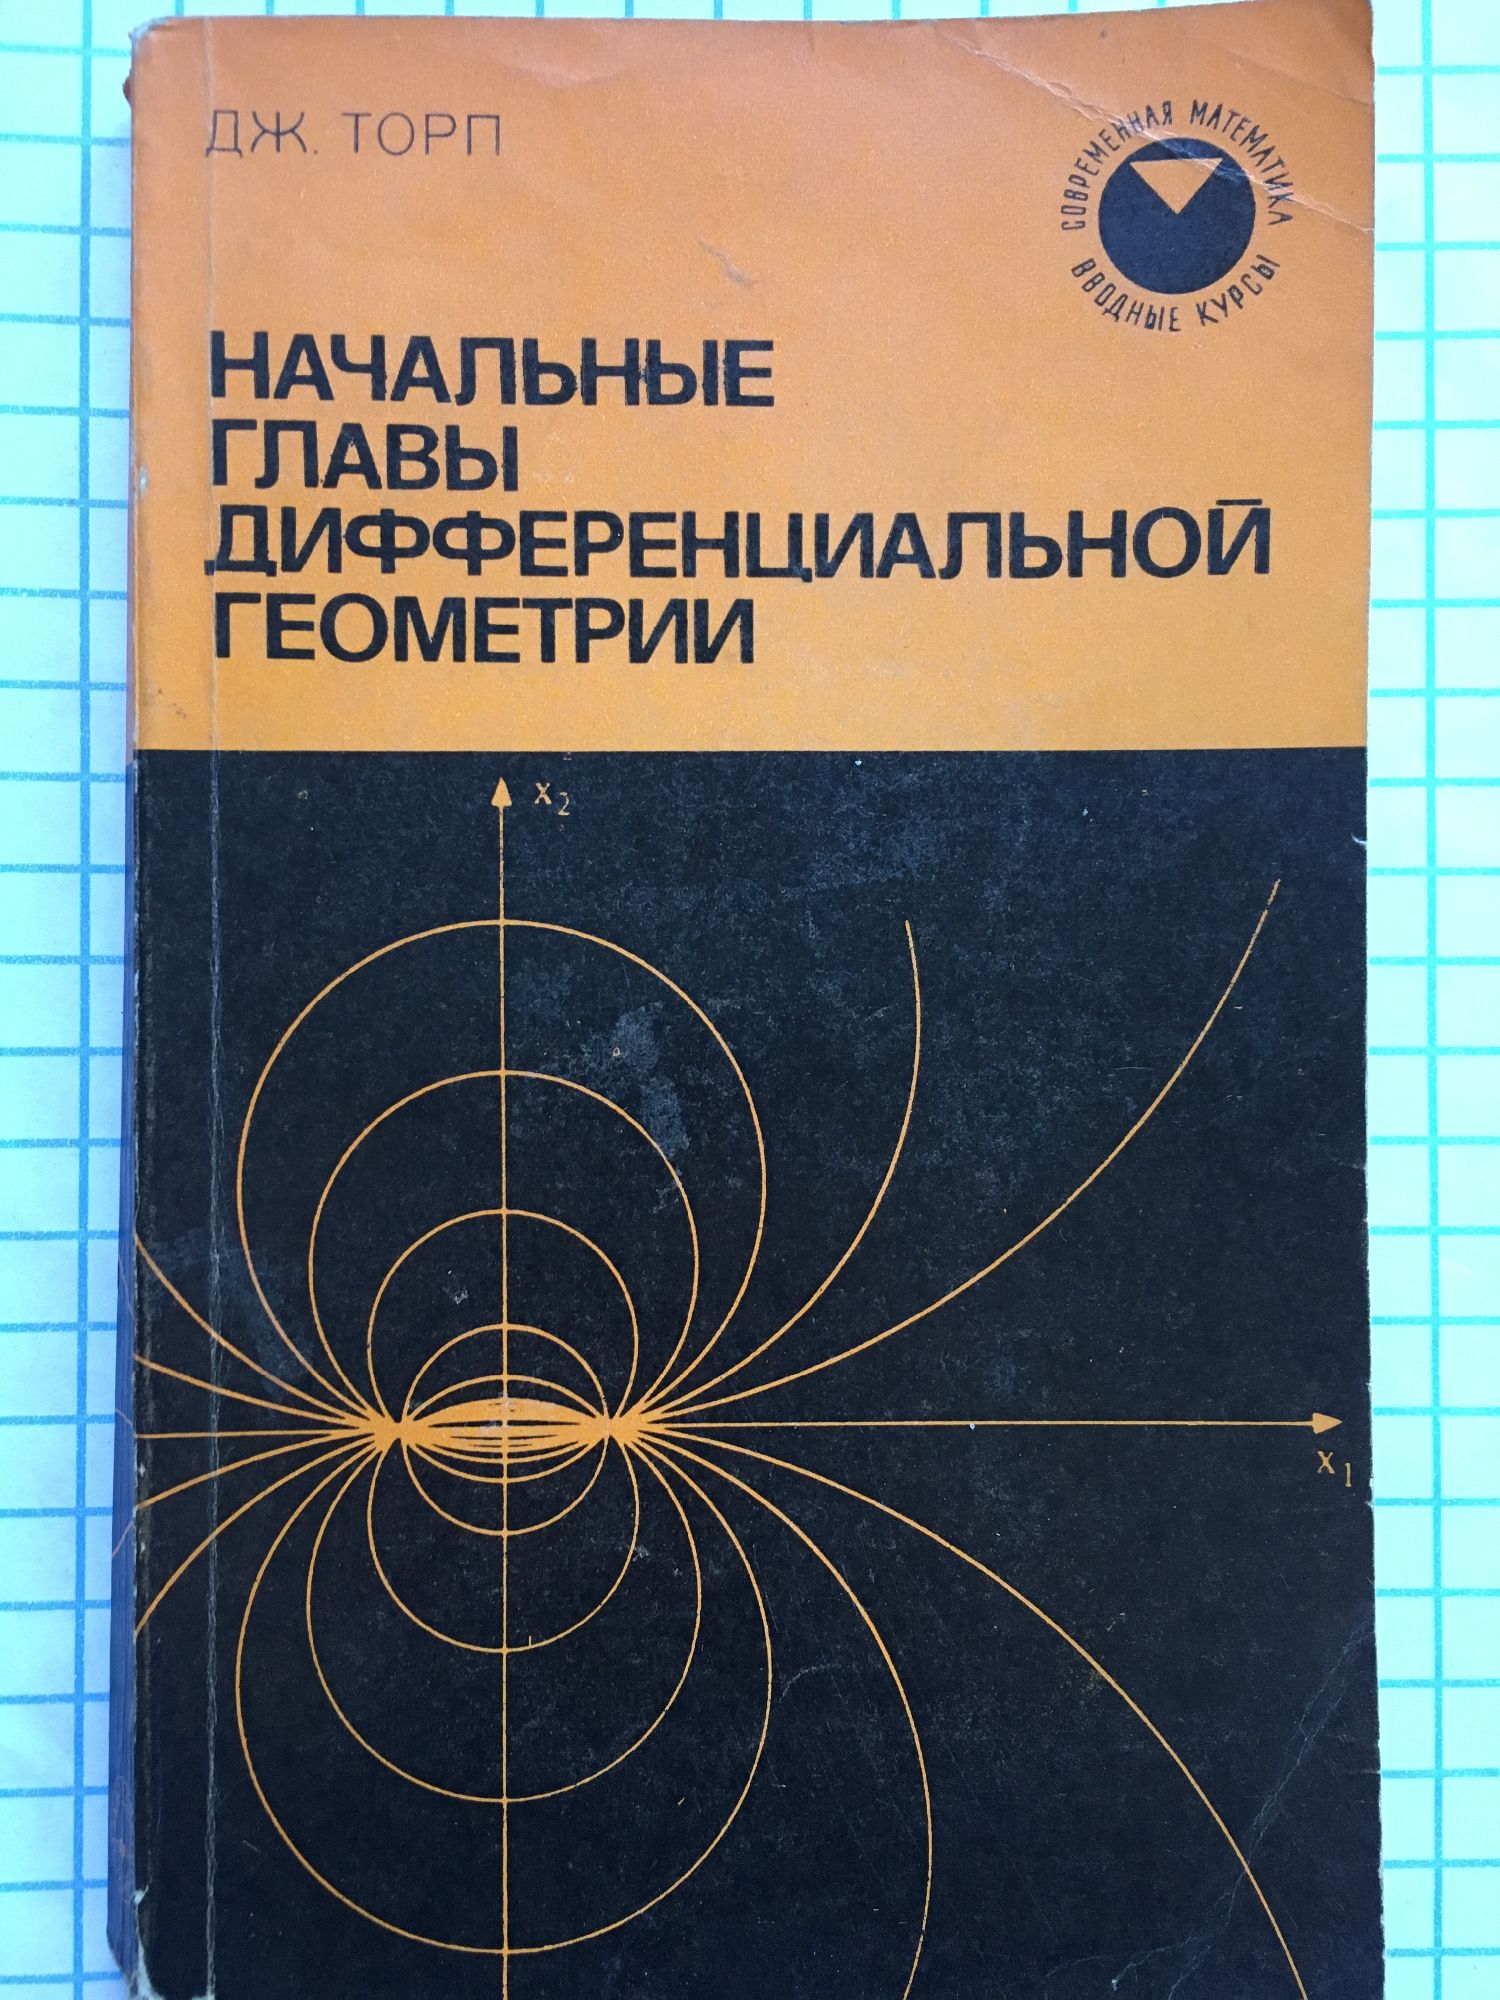 ДЖ. ТОРП
СОВРЕМЕННАЯ МАТЕМАТИКА
ВВОДНЫЕ КУРСЫ
НАЧАЛЬНЫЕ
ГЛАВЫ
ДИФФЕРЕНЦИАЛЬНОЙ
ГЕОМЕТРИИ
x2
x1